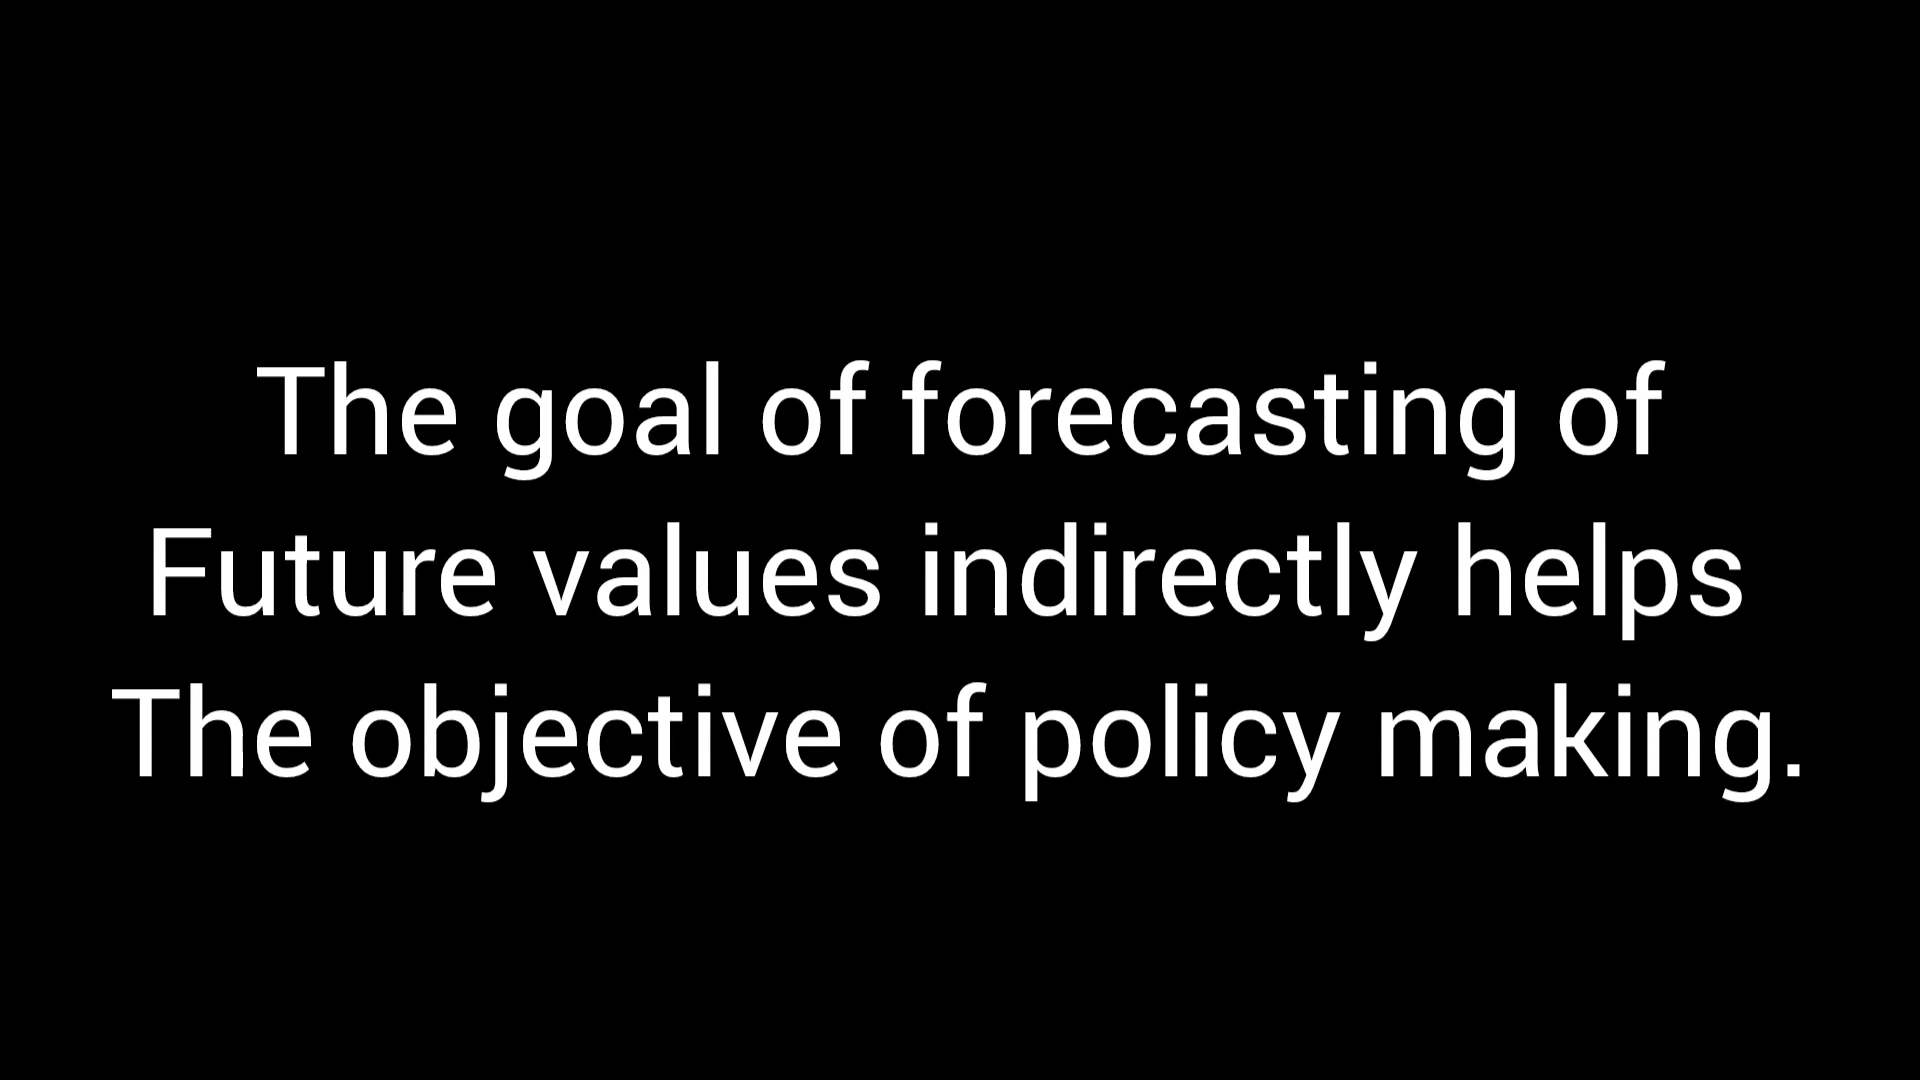 The goal of forecasting of
Future values indirectly helps
The objective of policy making.